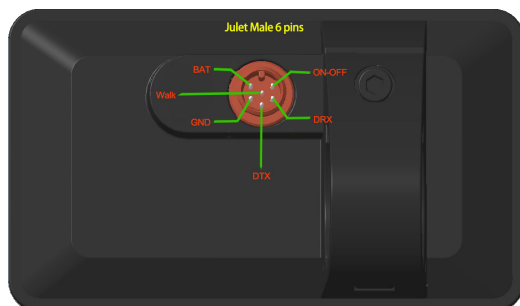 Julet Male 6 pins
BAT
ON-OFF
Walk
GND
DRX
DTX